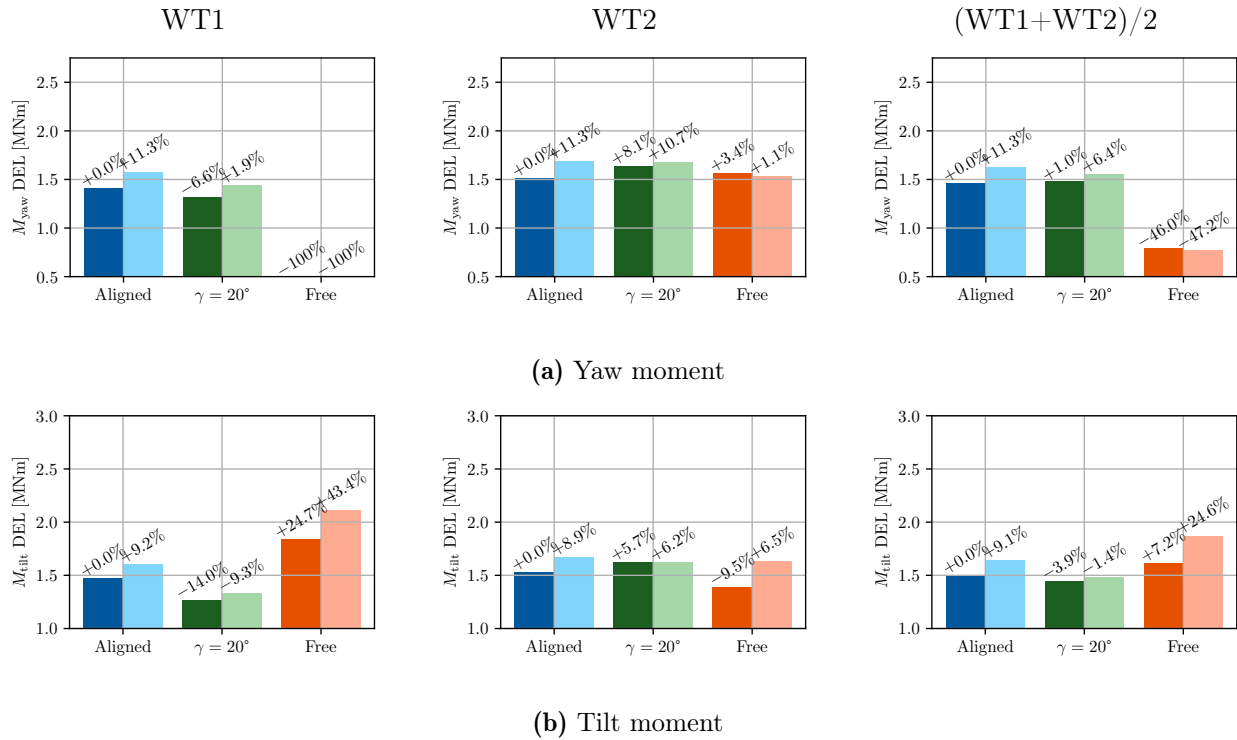 WT1 WT2 (WT1+WT2)/2
2.5 2.0 1.5 1.0 0.5
M_yaw DEL [MNm]
+0.0% +11.3% −6.6% +1.9% −100% −100%
Aligned γ = 20° Free
2.5 2.0 1.5 1.0 0.5
M_yaw DEL [MNm]
+0.0% +11.3% +8.1% +10.7% +3.4% +1.1%
Aligned γ = 20° Free
2.5 2.0 1.5 1.0 0.5
M_yaw DEL [MNm]
+0.0% +11.3% +1.0% +6.4% −46.0% −47.2%
Aligned γ = 20° Free
(a) Yaw moment
3.0 2.5 2.0 1.5 1.0
M_tilt DEL [MNm]
+0.0% +9.2% −14.0% −9.3% +24.7% +43.4%
Aligned γ = 20° Free
3.0 2.5 2.0 1.5 1.0
M_tilt DEL [MNm]
+0.0% +8.9% +5.7% +6.2% −9.5% +6.5%
Aligned γ = 20° Free
3.0 2.5 2.0 1.5 1.0
M_tilt DEL [MNm]
+0.0% +9.1% −3.9% −1.4% +7.2% +24.6%
Aligned γ = 20° Free
(b) Tilt moment